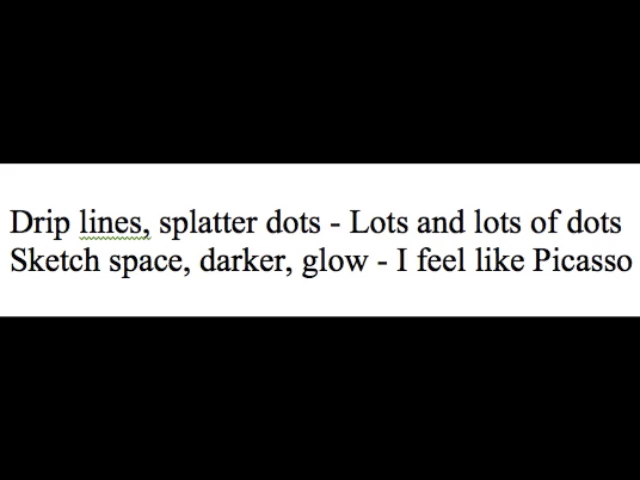 Drip lines, splatter dots - Lots and lots of dots
Sketch space, darker, glow - I feel like Picasso